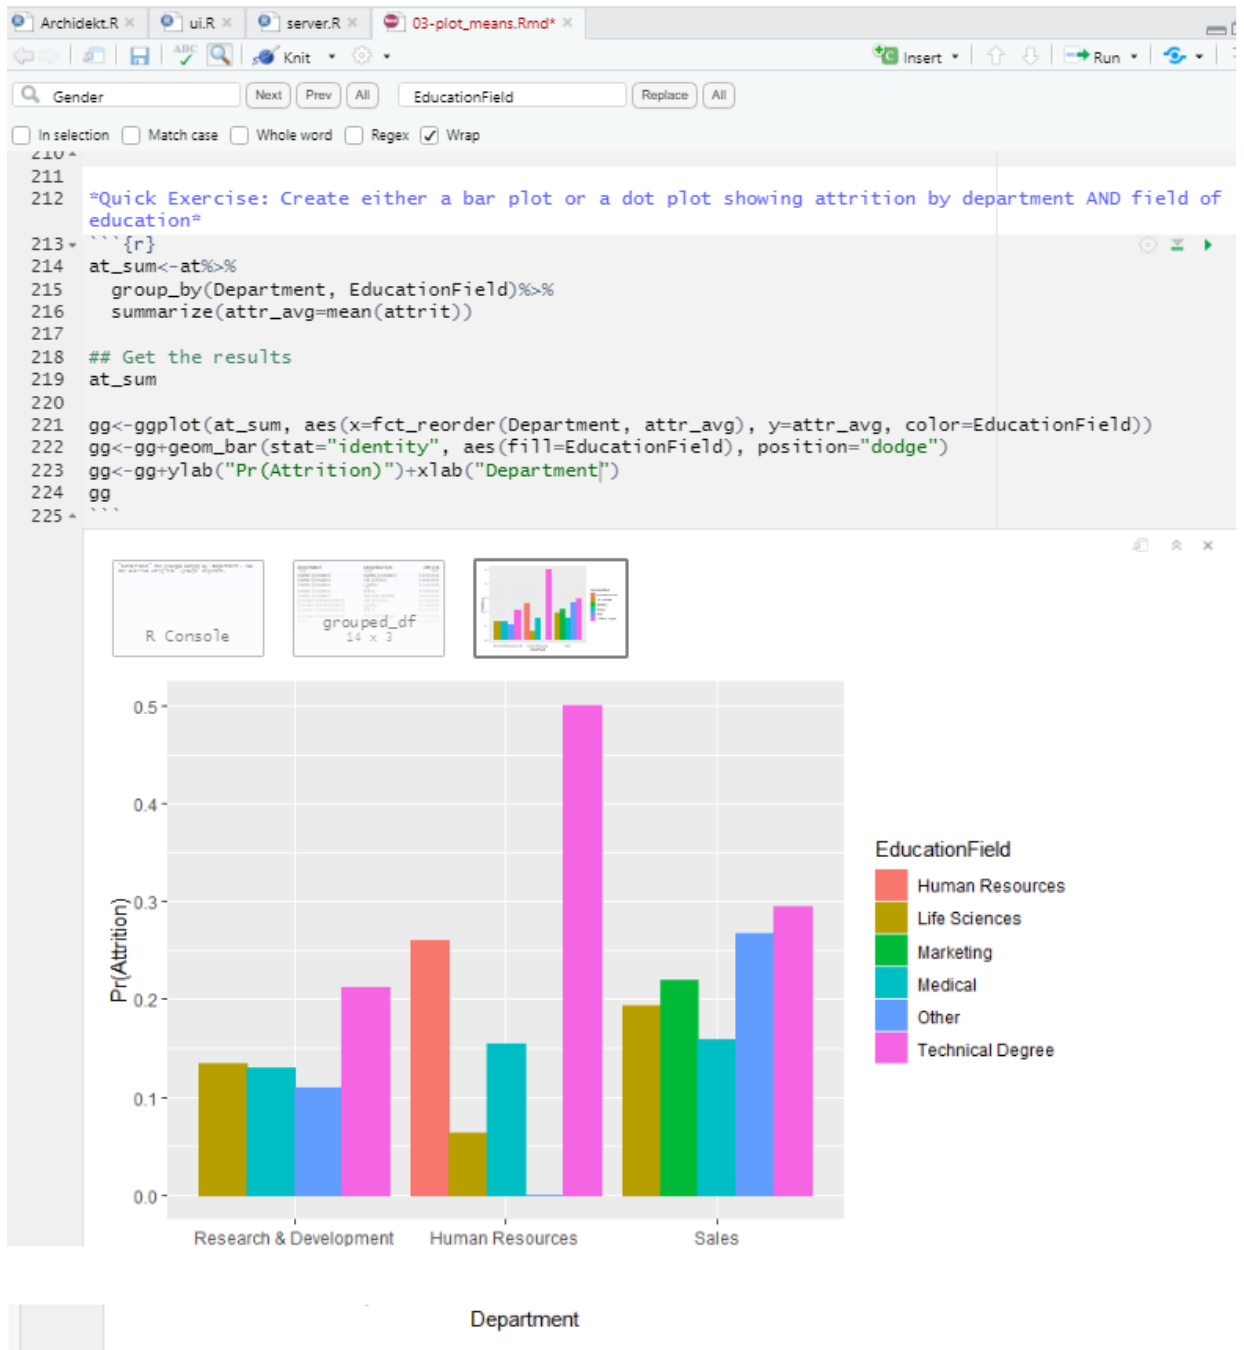 Archidekt.R ui.R server.R 03-plot_means.Rmd*
ABC Knit Insert Run
Gender Next Prev All EducationField Replace All
In selection Match case Whole word Regex Wrap
210
211
212 *Quick Exercise: Create either a bar plot or a dot plot showing attrition by department AND field of
education*
213 ```{r}
214 at_sum<-at%>%
215 group_by(Department, EducationField)%>%
216 summarize(attr_avg=mean(attrit))
217
218 ## Get the results
219 at_sum
220
221 gg<-ggplot(at_sum, aes(x=fct_reorder(Department, attr_avg), y=attr_avg, color=EducationField))
222 gg<-gg+geom_bar(stat="identity", aes(fill=EducationField), position="dodge")
223 gg<-gg+ylab("Pr(Attrition)")+xlab("Department")
224 gg
225 ```
R Console
grouped_df
14 x 3
0.5
0.4
0.3
0.2
0.1
0.0
Pr(Attrition)
EducationField
Human Resources
Life Sciences
Marketing
Medical
Other
Technical Degree
Research & Development Human Resources Sales
Department